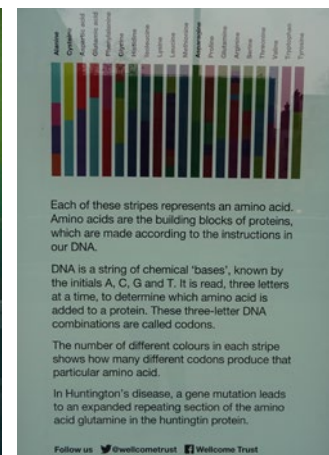 Alanine
Cysteine
Aspartic acid
Glutamic acid
Phenylalanine
Glycine
Histidine
Isoleucine
Lysine
Leucine
Methionine
Asparagine
Proline
Glutamine
Arginine
Serine
Threonine
Valine
Tryptophan
Tyrosine
Each of these stripes represents an amino acid.
Amino acids are the building blocks of proteins,
which are made according to the instructions in
our DNA.
DNA is a string of chemical ‘bases’, known by
the initials A, C, G and T. It is read, three letters
at a time, to determine which amino acid is
added to a protein. These three-letter DNA
combinations are called codons.
The number of different colours in each stripe
shows how many different codons produce that
particular amino acid.
In Huntington’s disease, a gene mutation leads
to an expanded repeating section of the amino
acid glutamine in the huntingtin protein.
Follow us @wellcometrust Wellcome Trust